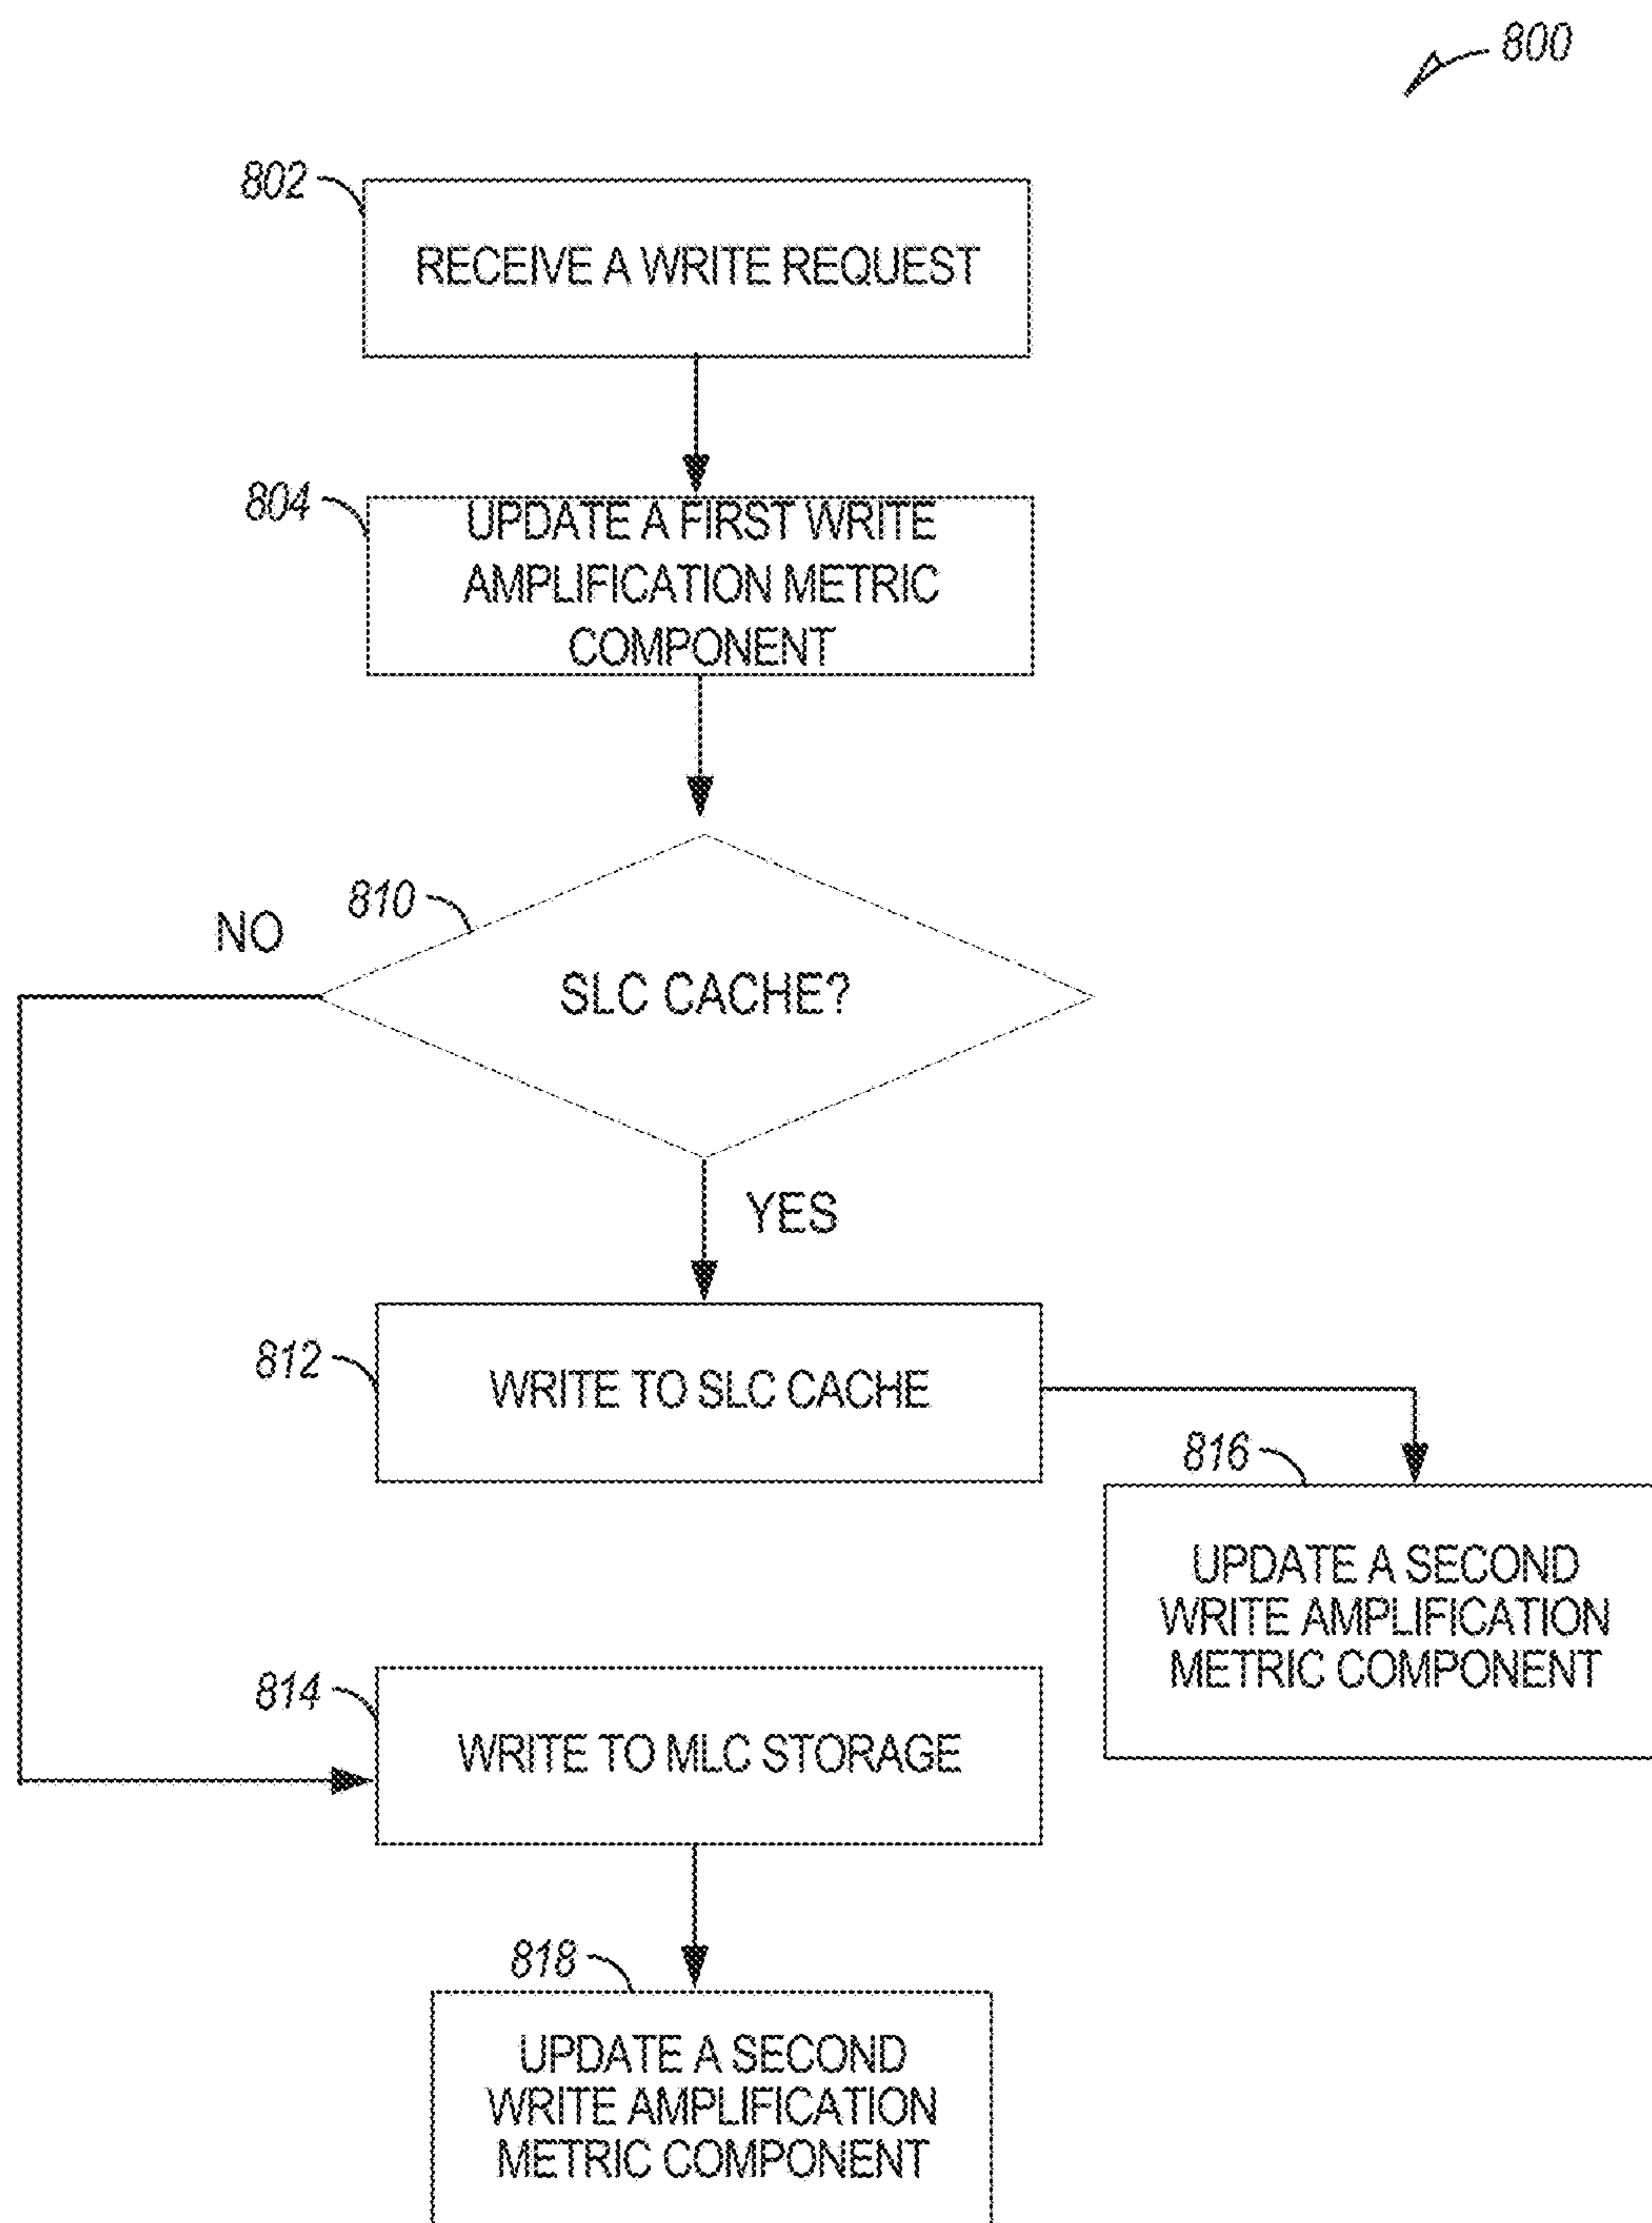 800
802
RECEIVE A WRITE REQUEST
804
UPDATE A FIRST WRITE
AMPLIFICATION METRIC
COMPONENT
810
NO
SLC CACHE?
YES
812
WRITE TO SLC CACHE
816
UPDATE A SECOND
WRITE AMPLIFICATION
METRIC COMPONENT
814
WRITE TO MLC STORAGE
818
UPDATE A SECOND
WRITE AMPLIFICATION
METRIC COMPONENT